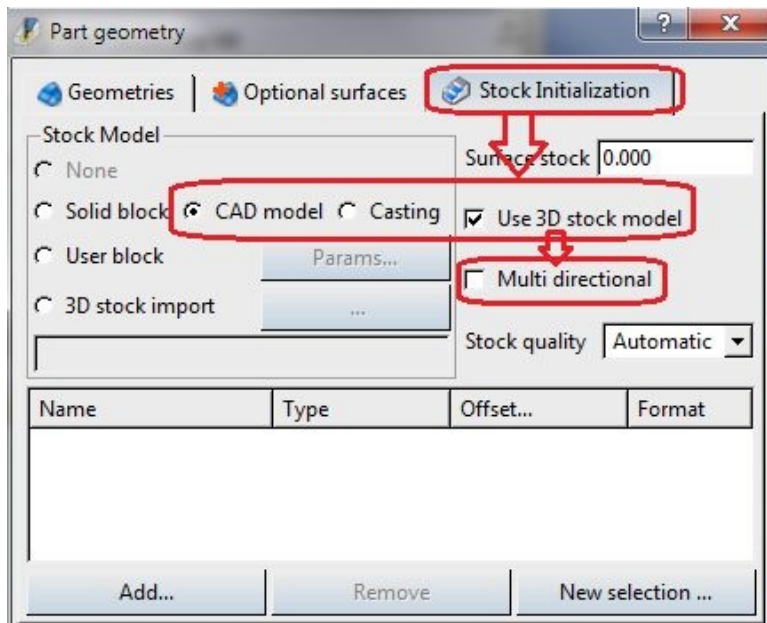 Part geometry
?
X
Geometries
Optional surfaces
Stock Initialization
Stock Model
None
Surface stock 0.000
Solid block CAD model Casting Use 3D stock model
User block Params... Multi directional
3D stock import ...
Stock quality Automatic
Name Type Offset... Format
Add... Remove New selection ...